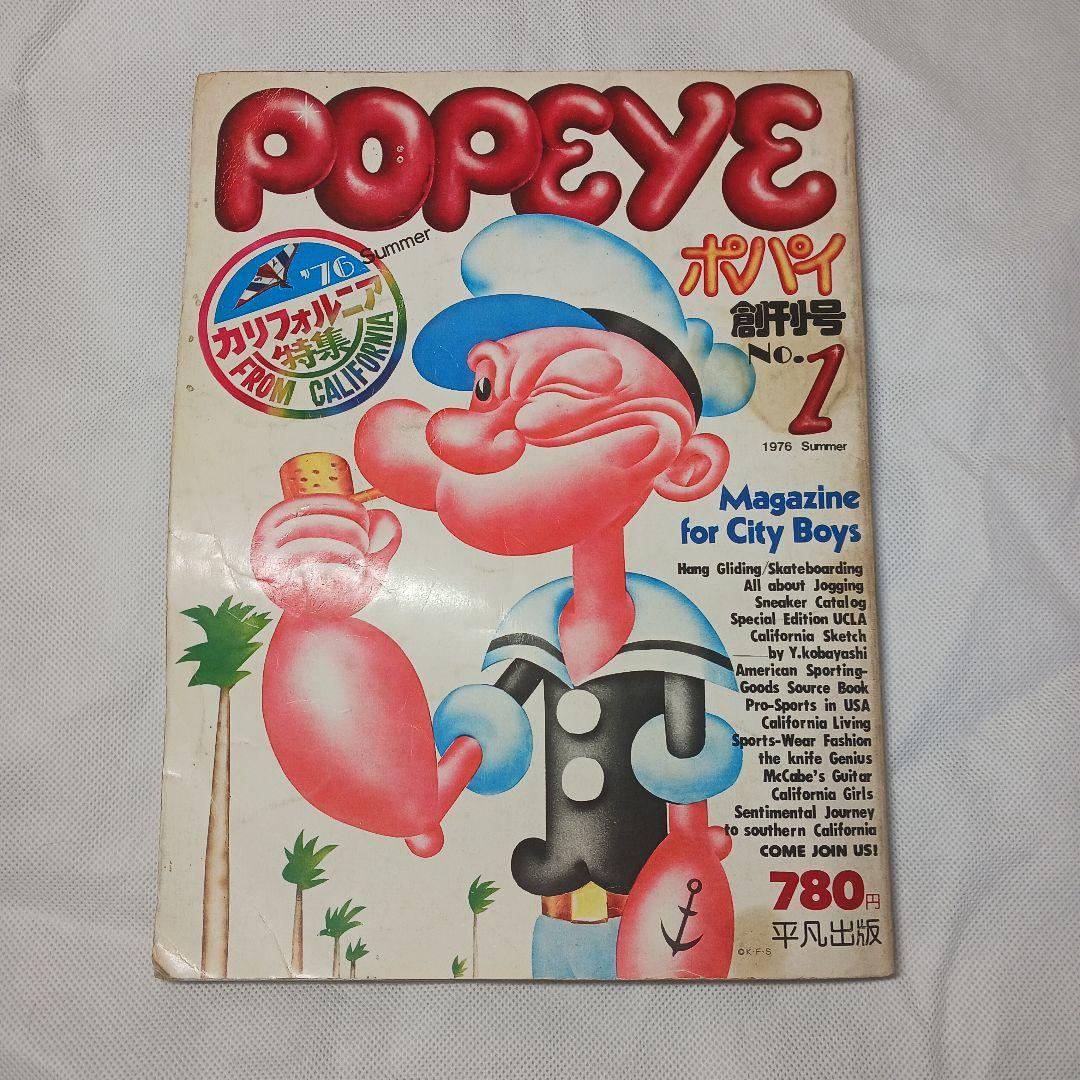 POPEYE
ポパイ
'76 Summer
カリフォルニア
特集
FROM CALIFORNIA
創刊号
No.1
1976 Summer
Magazine
for City Boys
Hang Gliding/Skateboarding
All about Jogging
Sneaker Catalog
Special Edition UCLA
California Sketch
by Y.kobayashi
American Sporting-
Goods Source Book
Pro-Sports in USA
California Living
Sports-Wear Fashion
the knife Genius
McCabe's Guitar
California Girls
Sentimental Journey
to southern California
COME JOIN US!
780円
平凡出版
©K・F・S